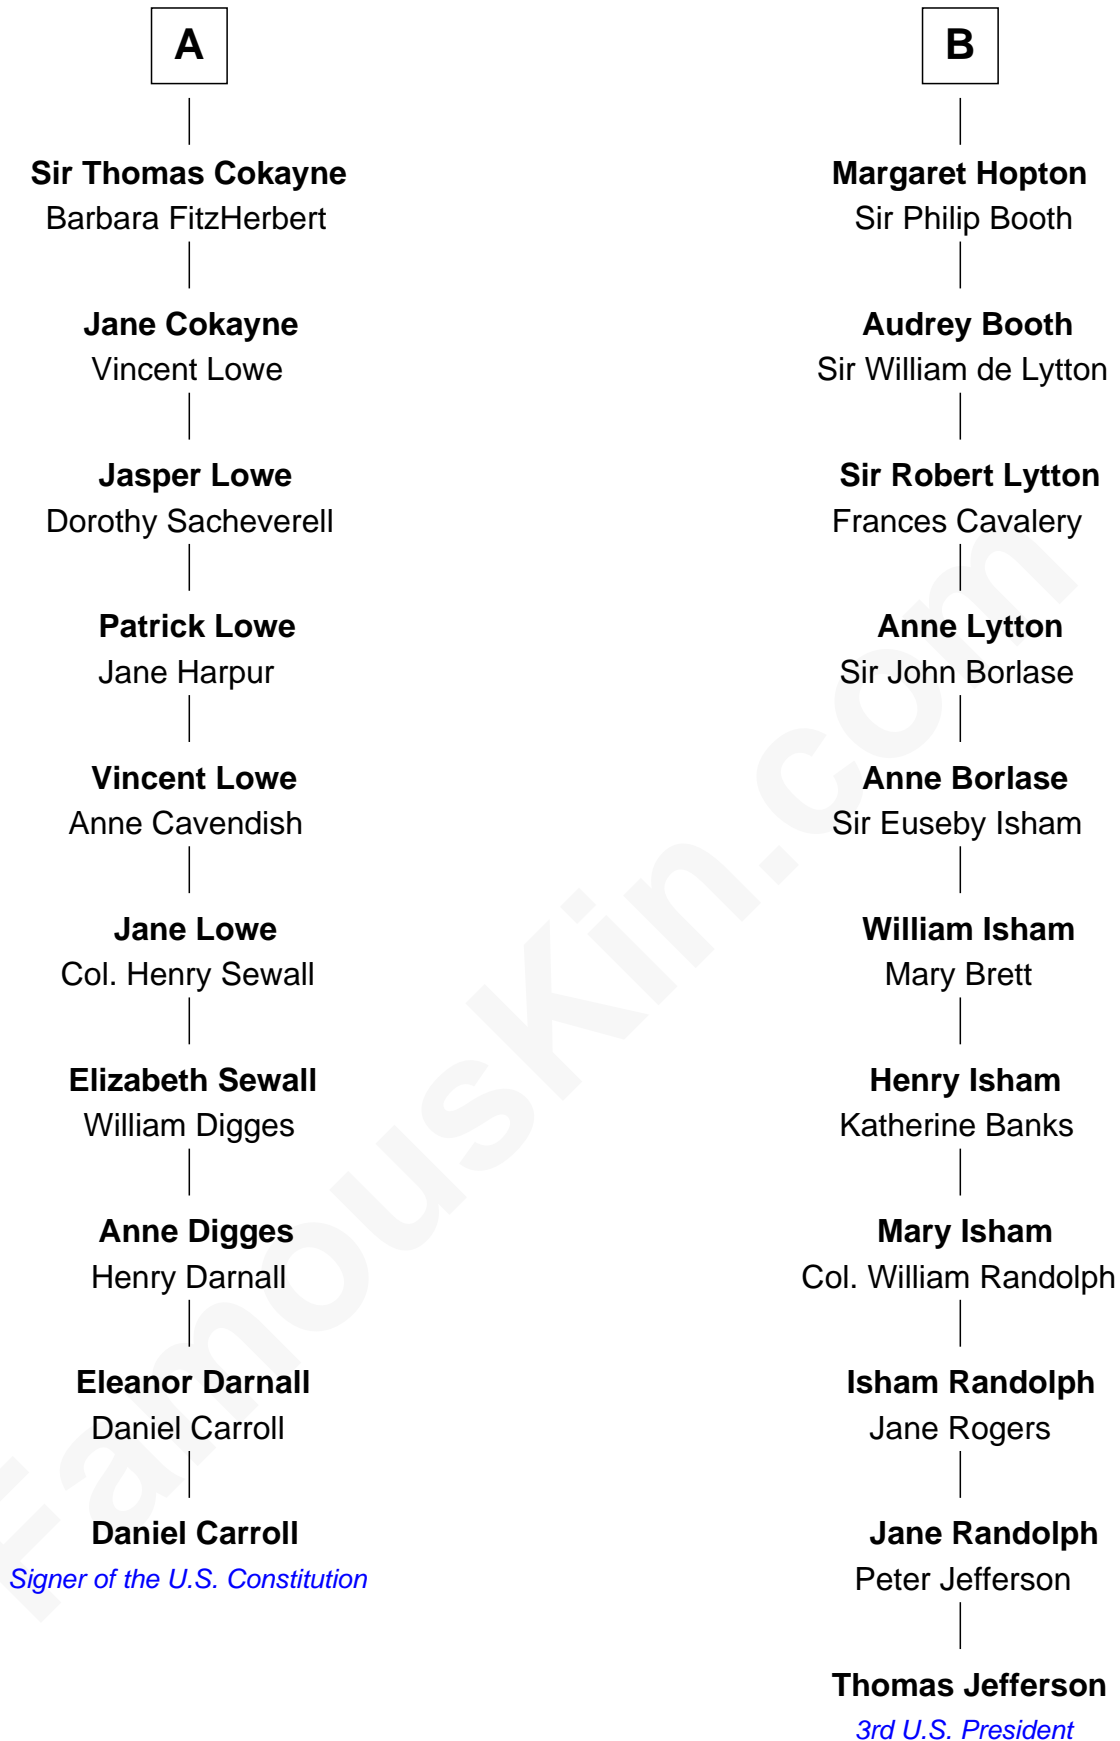 A
Sir Thomas Cokayne
Barbara FitzHerbert
Jane Cokayne
Vincent Lowe
Jasper Lowe
Dorothy Sacheverell
Patrick Lowe
Jane Harpur
Vincent Lowe
Anne Cavendish
Jane Lowe
Col. Henry Sewall
Elizabeth Sewall
William Digges
Anne Digges
Henry Darnall
Eleanor Darnall
Daniel Carroll
Daniel Carroll
Signer of the U.S. Constitution
B
Margaret Hopton
Sir Philip Booth
Audrey Booth
Sir William de Lytton
Sir Robert Lytton
Frances Cavalery
Anne Lytton
Sir John Borlase
Anne Borlase
Sir Euseby Isham
William Isham
Mary Brett
Henry Isham
Katherine Banks
Mary Isham
Col. William Randolph
Isham Randolph
Jane Rogers
Jane Randolph
Peter Jefferson
Thomas Jefferson
3rd U.S. President
FamousKin.com